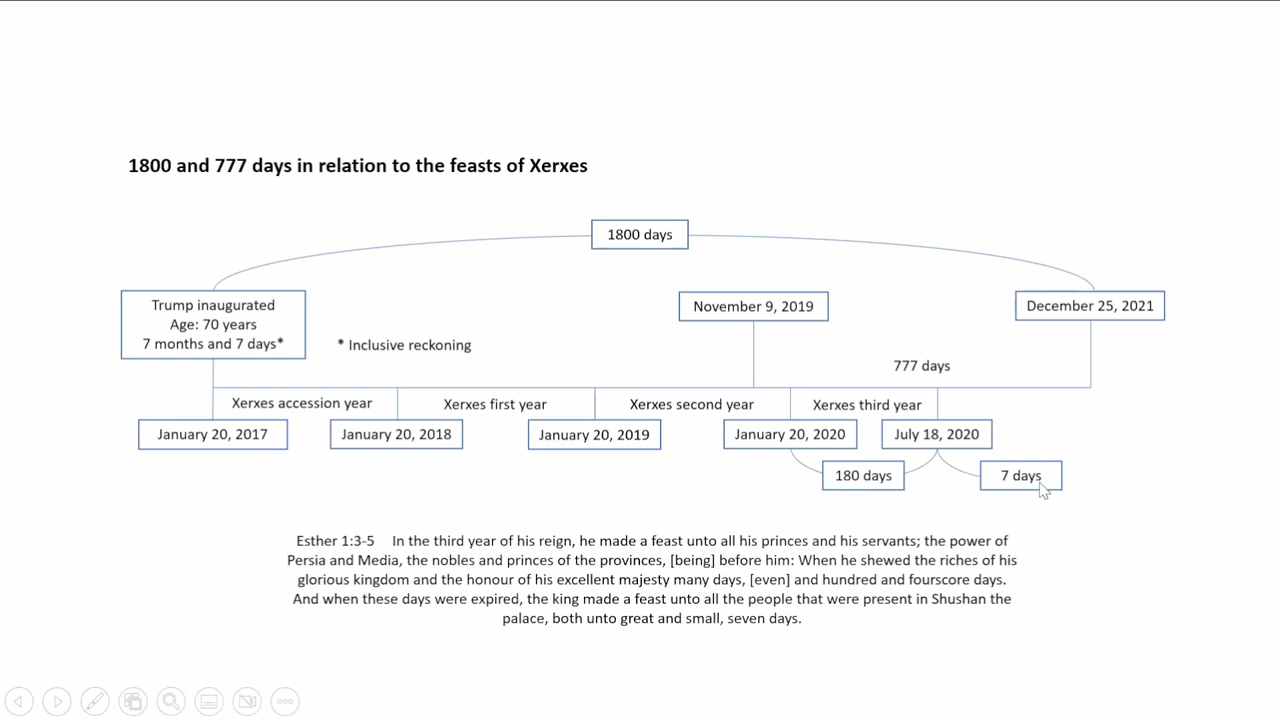 1800 and 777 days in relation to the feasts of Xerxes
1800 days
Trump inaugurated
Age: 70 years
7 months and 7 days*
* Inclusive reckoning
November 9, 2019
December 25, 2021
777 days
Xerxes accession year
Xerxes first year
Xerxes second year
Xerxes third year
January 20, 2017
January 20, 2018
January 20, 2019
January 20, 2020
July 18, 2020
180 days
7 days
Esther 1:3-5 In the third year of his reign, he made a feast unto all his princes and his servants; the power of
Persia and Media, the nobles and princes of the provinces, [being] before him: When he shewed the riches of his
glorious kingdom and the honour of his excellent majesty many days, [even] and hundred and fourscore days.
And when these days were expired, the king made a feast unto all the people that were present in Shushan the
palace, both unto great and small, seven days.